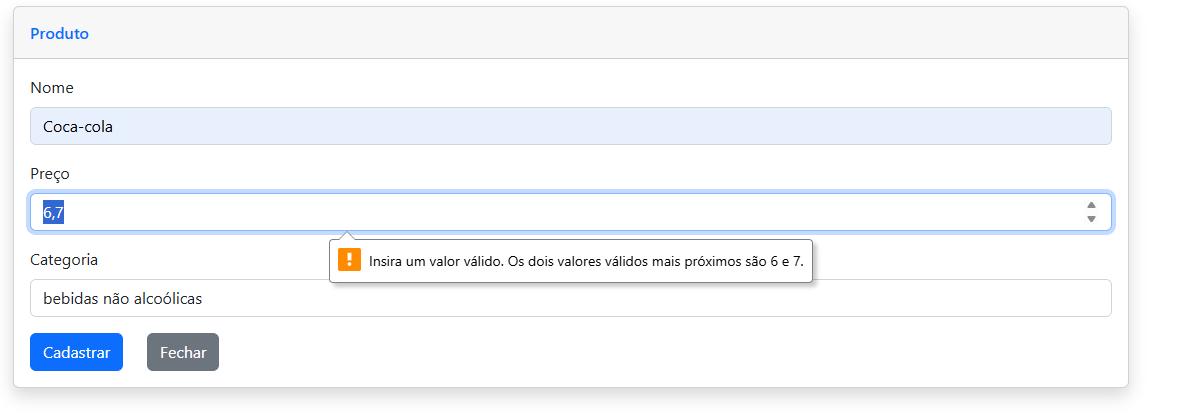 Produto
Nome
Coca-cola
Preço
6,7
Insira um valor válido. Os dois valores válidos mais próximos são 6 e 7.
Categoria
bebidas não alcoólicas
Cadastrar Fechar